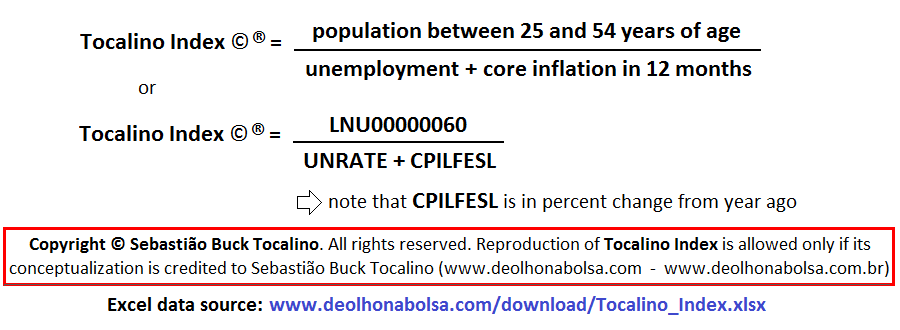 Tocalino Index © ® =
population between 25 and 54 years of age
unemployment + core inflation in 12 months
or
Tocalino Index © ® =
LNU00000060
UNRATE + CPILFESL
note that CPILFESL is in percent change from year ago
Copyright © Sebastião Buck Tocalino. All rights reserved. Reproduction of Tocalino Index is allowed only if its
conceptualization is credited to Sebastião Buck Tocalino (www.deolhonabolsa.com - www.deolhonabolsa.com.br)
Excel data source: www.deolhonabolsa.com/download/Tocalino_Index.xlsx